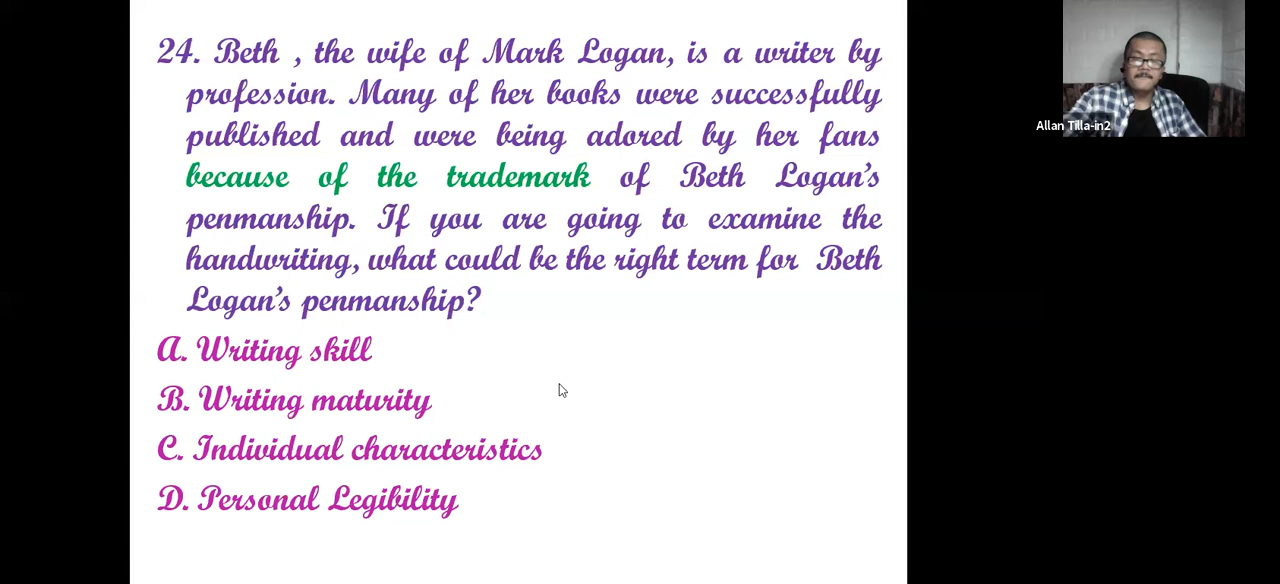 24. Beth , the wife of Mark Logan, is a writer by
profession. Many of her books were successfully
published and were being adored by her fans
because of the trademark of Beth Logan's
penmanship. If you are going to examine the
handwriting, what could be the right term for Beth
Logan's penmanship?
A. Writing skill
B. Writing maturity
C. Individual characteristics
D. Personal Legibility
Allan Tilla-in2